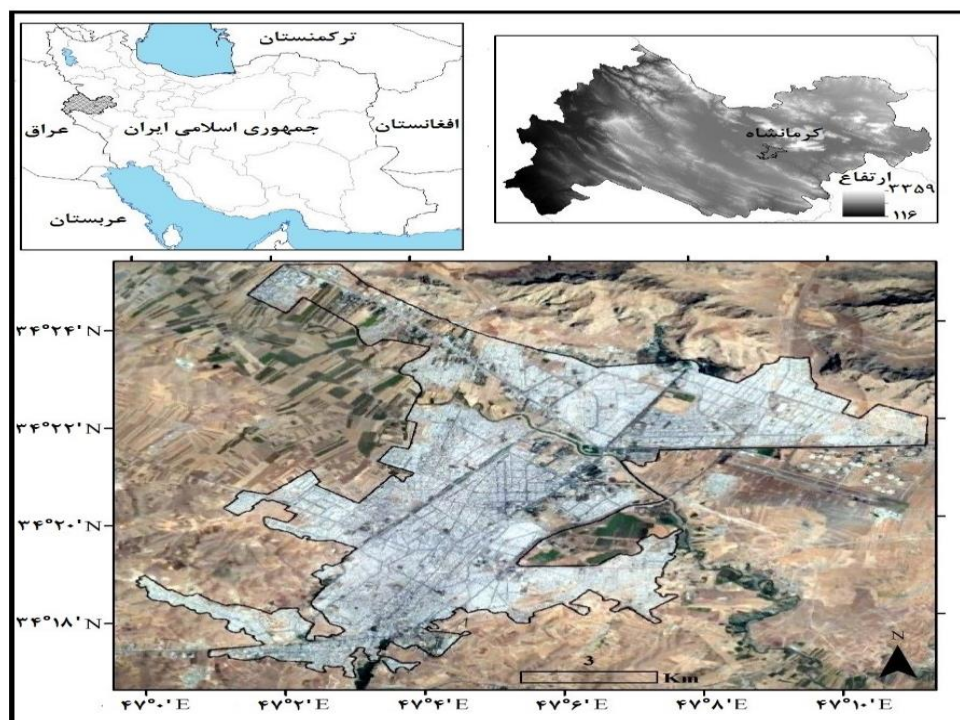 ترکمنستان
عراق
جمهوری اسلامی ایران
افغانستان
عربستان
کرمانشاه
ارتفاع
۳۳۵۹
۱۱۶
۳۴°۲۴'N
۳۴°۲۲'N
۳۴°۲۰'N
۳۴°۱۸'N
N
3
Km
۴۷°۰'E
۴۷°۲'E
۴۷°۴'E
۴۷°۶'E
۴۷°۸'E
۴۷°۱۰'E